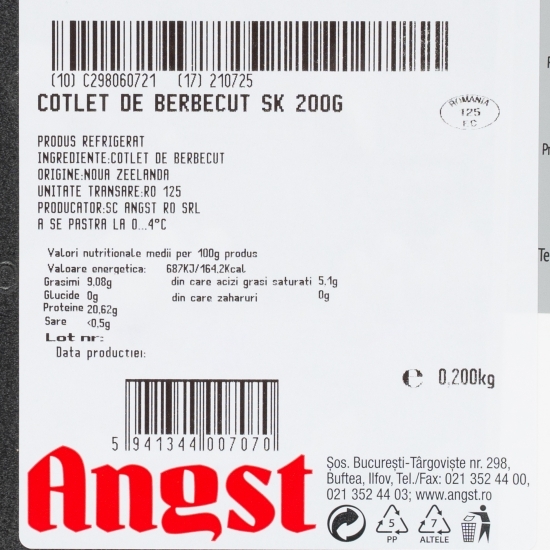 (10) C298060721 (17) 210725
COTLET DE BERBECUT SK 200G
ROMANIA
125
EC
PRODUS REFRIGERAT
INGREDIENTE:COTLET DE BERBECUT
ORIGINE:NOUA ZEELANDA
UNITATE TRANSARE:RO 125
PRODUCATOR:SC ANGST RO SRL
A SE PASTRA LA 0...4°C
Valori nutritionale medii per 100g produs
Valoare energetica: 687KJ/164.2Kcal
Grasimi 9.08g din care acizi grasi saturati 5.1g
Glucide 0g din care zaharuri 0g
Proteine 20,62g
Sare <0,5g
Lot nr:
Data productiei:
℮ 0,200kg
5 941344 007070
Angst
Șos. București-Târgoviște nr. 298,
Buftea, Ilfov, Tel./Fax: 021 352 44 00,
021 352 44 03; www.angst.ro
5 7
PP ALTELE